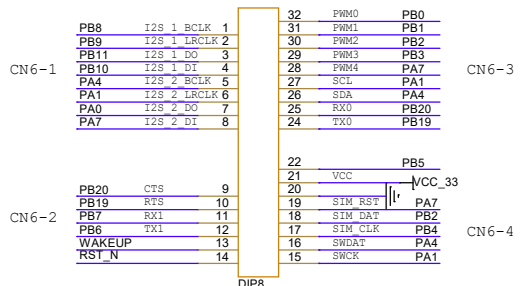 PB8 I2S_1_BCLK 1
PB9 I2S_1_LRCLK 2
PB11 I2S_1_DO 3
PB10 I2S_1_DI 4
PA4 I2S_2_BCLK 5
PA1 I2S_2_LRCLK 6
PA0 I2S_2_DO 7
PA7 I2S_2_DI 8
CN6-1
32 PWM0 PB0
31 PWM1 PB1
30 PWM2 PB2
29 PWM3 PB3
28 PWM4 PA7
27 SCL PA1
26 SDA PA4
25 RX0 PB20
24 TX0 PB19
CN6-3
PB20 CTS 9
PB19 RTS 10
PB7 RX1 11
PB6 TX1 12
WAKEUP 13
RST_N 14
CN6-2
22 PB5
21 VCC VCC_33
20
19 SIM_RST PA7
18 SIM_DAT PB2
17 SIM_CLK PB4
16 SWDAT PA4
15 SWCK PA1
CN6-4
DIP8